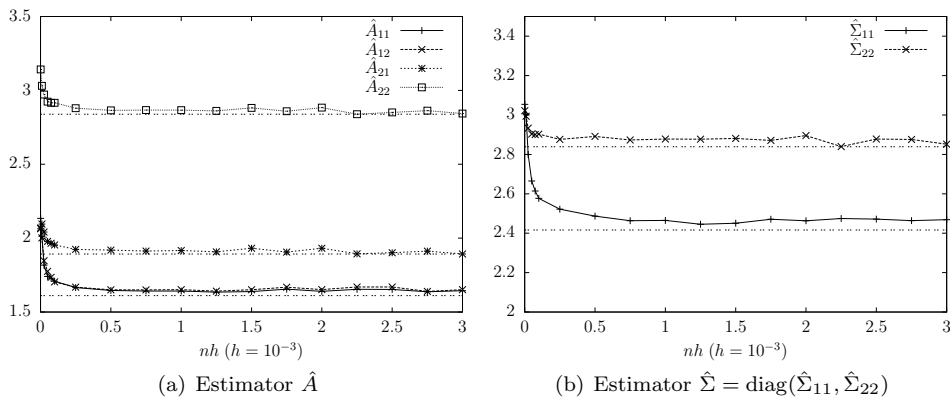 3.5
3
2.5
2
1.5
0 0.5 1 1.5 2 2.5 3
nh (h = 10⁻³)
Â₁₁
Â₁₂
Â₂₁
Â₂₂
(a) Estimator Â
3.4
3.2
3
2.8
2.6
2.4
2.2
2
0 0.5 1 1.5 2 2.5 3
nh (h = 10⁻³)
Σ̂₁₁
Σ̂₂₂
(b) Estimator Σ̂ = diag(Σ̂₁₁, Σ̂₂₂)